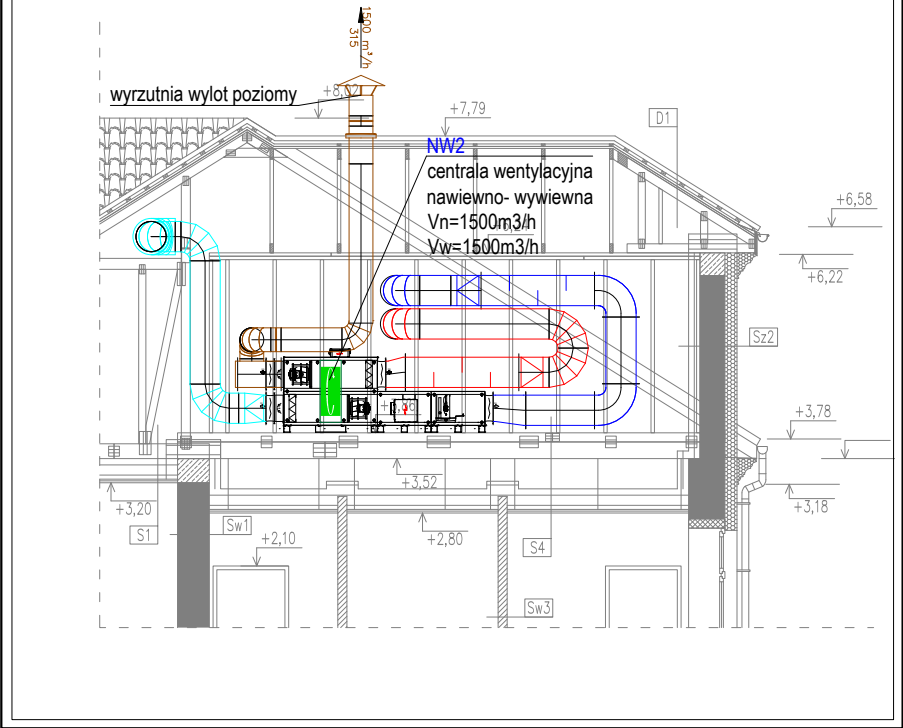 1500 m³/h
315
wyrzutnia wylot poziomy
+8,02
+7,79
D1
NW2
centrala wentylacyjna
nawiewno- wywiewna
Vn=1500m3/h
Vw=1500m3/h
+6,58
+6,22
Sz2
+3,78
+3,52
+3,20
+3,18
S1
Sw1
+2,80
+2,10
S4
Sw3